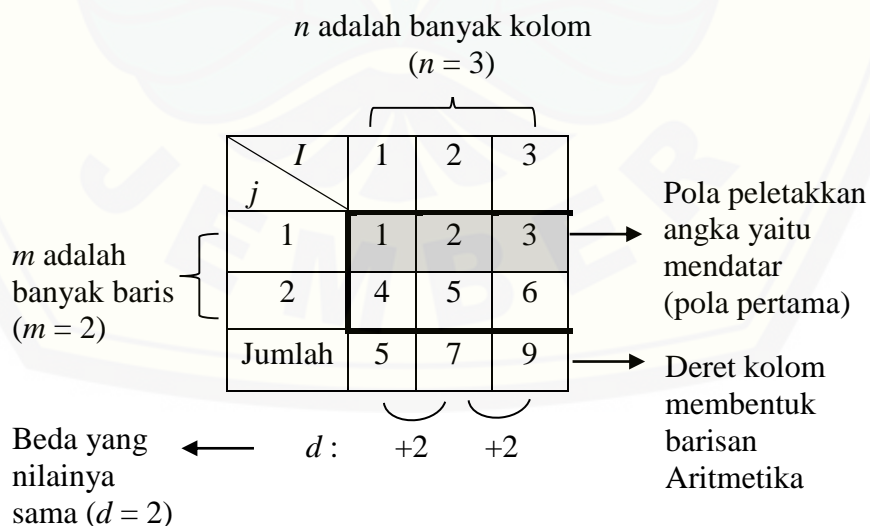 n adalah banyak kolom
(n = 3)
I 1 2 3
j
1 1 2 3
2 4 5 6
Jumlah 5 7 9
m adalah
banyak baris
(m = 2)
Pola peletakkan
angka yaitu
mendatar
(pola pertama)
Deret kolom
membentuk
barisan
Aritmetika
d : +2 +2
Beda yang
nilainya
sama (d = 2)
JEMBER